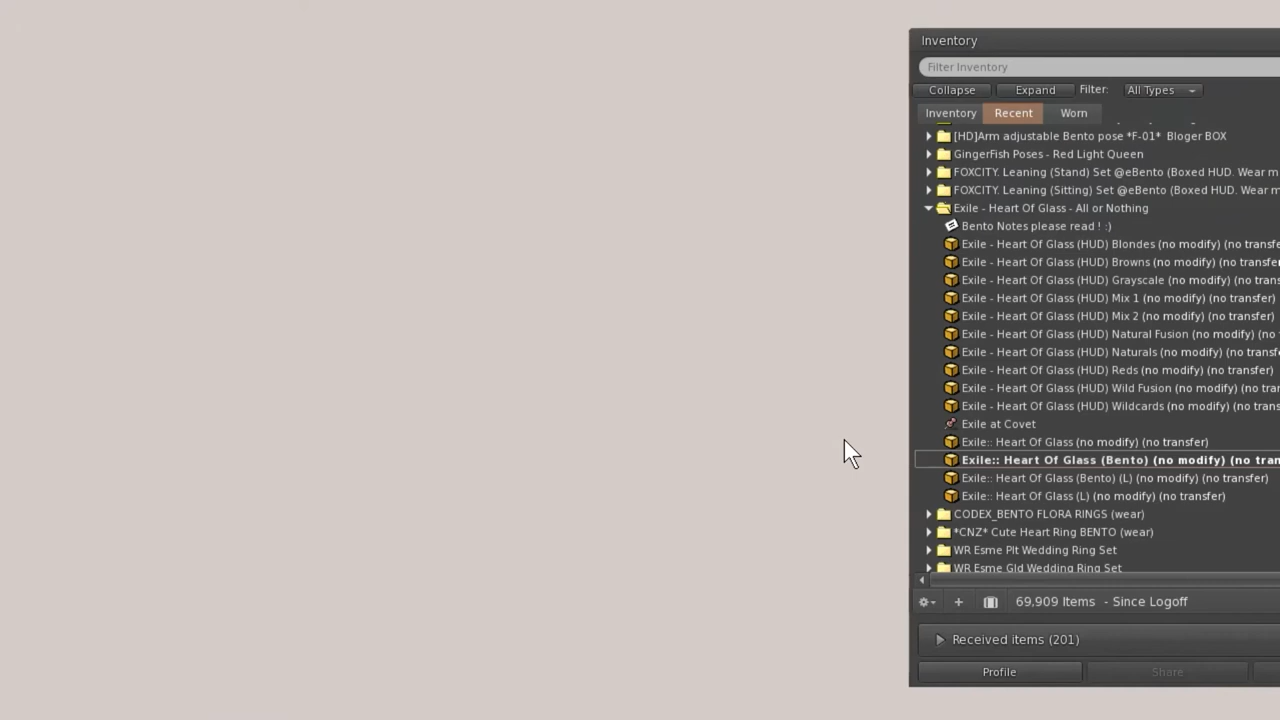 Inventory
Filter Inventory
Collapse Expand Filter: All Types
Inventory Recent Worn
[HD]Arm adjustable Bento pose *F-01* Bloger BOX
GingerFish Poses - Red Light Queen
FOXCITY. Leaning (Stand) Set @eBento (Boxed HUD. Wear m
FOXCITY. Leaning (Sitting) Set @eBento (Boxed HUD. Wear m
Exile - Heart Of Glass - All or Nothing
Bento Notes please read ! :)
Exile - Heart Of Glass (HUD) Blondes (no modify) (no transfe
Exile - Heart Of Glass (HUD) Browns (no modify) (no transfer
Exile - Heart Of Glass (HUD) Grayscale (no modify) (no trans
Exile - Heart Of Glass (HUD) Mix 1 (no modify) (no transfer)
Exile - Heart Of Glass (HUD) Mix 2 (no modify) (no transfer)
Exile - Heart Of Glass (HUD) Natural Fusion (no modify) (no
Exile - Heart Of Glass (HUD) Naturals (no modify) (no transfe
Exile - Heart Of Glass (HUD) Reds (no modify) (no transfer)
Exile - Heart Of Glass (HUD) Wild Fusion (no modify) (no tran
Exile - Heart Of Glass (HUD) Wildcards (no modify) (no trans
Exile at Covet
Exile:: Heart Of Glass (no modify) (no transfer)
Exile:: Heart Of Glass (Bento) (no modify) (no tran
Exile:: Heart Of Glass (Bento) (L) (no modify) (no transfer)
Exile:: Heart Of Glass (L) (no modify) (no transfer)
CODEX_BENTO FLORA RINGS (wear)
*CNZ* Cute Heart Ring BENTO (wear)
WR Esme Plt Wedding Ring Set
WR Esme Gld Wedding Ring Set
69,909 Items - Since Logoff
Received items (201)
Profile Share